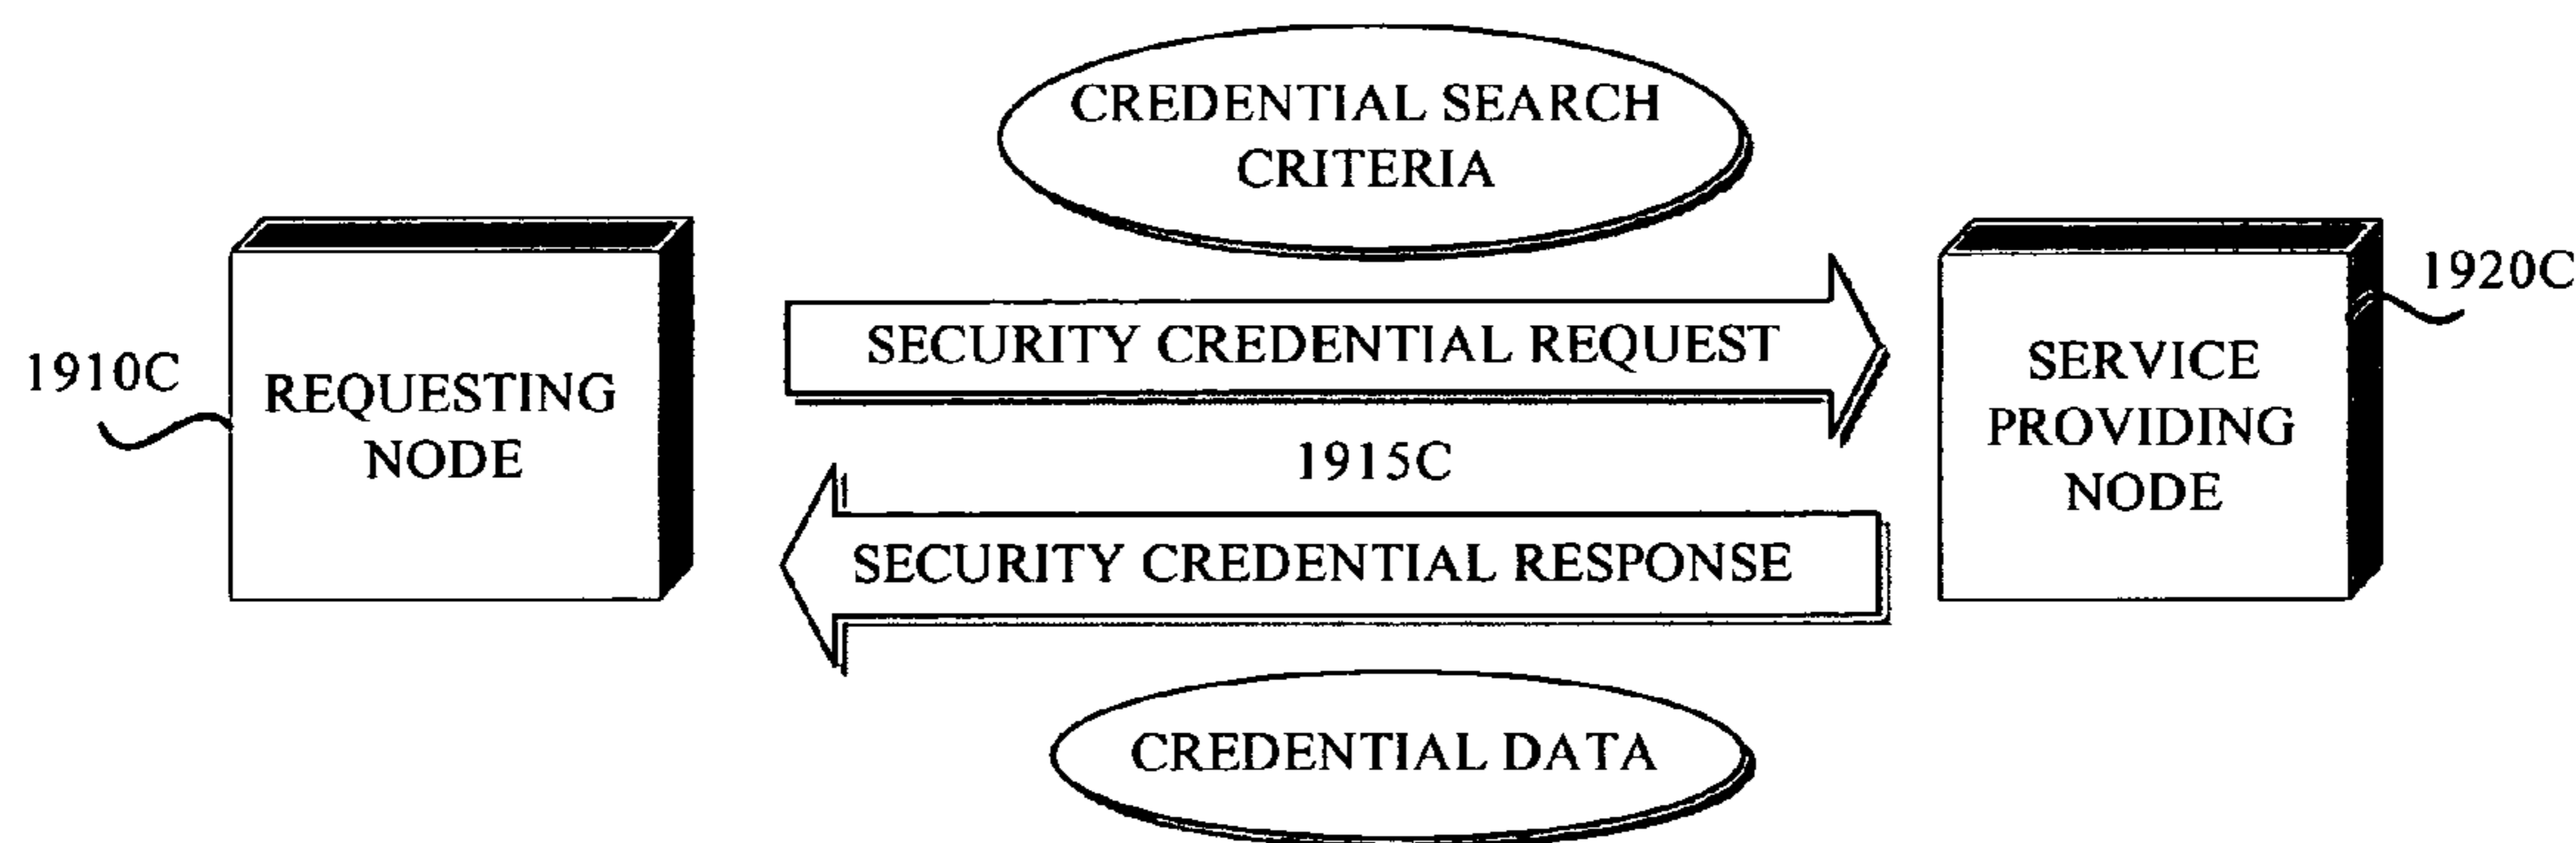 CREDENTIAL SEARCH
CRITERIA
1920C
SECURITY CREDENTIAL REQUEST
1910C
REQUESTING
NODE
SERVICE
PROVIDING
NODE
1915C
SECURITY CREDENTIAL RESPONSE
CREDENTIAL DATA